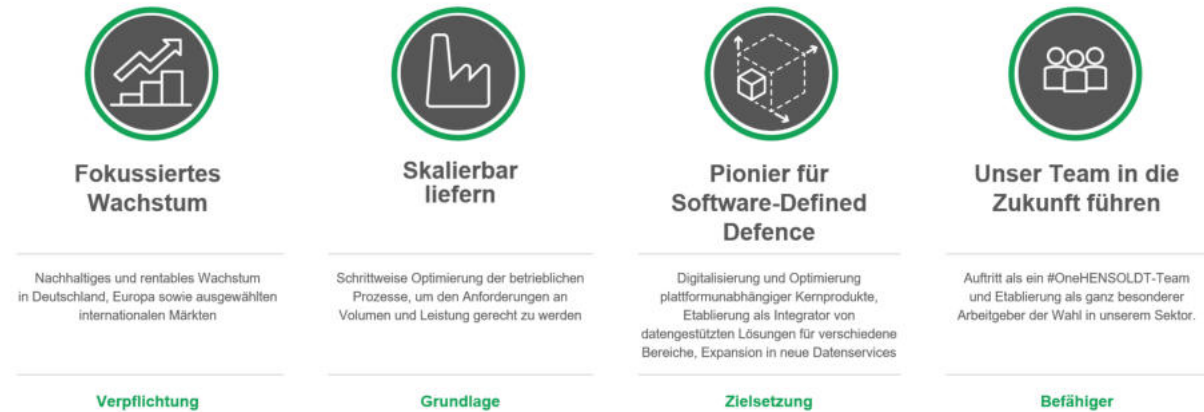 Fokussiertes
Wachstum
Nachhaltiges und rentables Wachstum
in Deutschland, Europa sowie ausgewählten
internationalen Märkten
Verpflichtung
Skalierbar
liefern
Schrittweise Optimierung der betrieblichen
Prozesse, um den Anforderungen an
Volumen und Leistung gerecht zu werden
Grundlage
Pionier für
Software-Defined
Defence
Digitalisierung und Optimierung
plattformunabhängiger Kernprodukte,
Etablierung als Integrator von
datengestützten Lösungen für verschiedene
Bereiche, Expansion in neue Datenservices
Zielsetzung
Unser Team in die
Zukunft führen
Auftritt als ein #OneHENSOLDT-Team
und Etablierung als ganz besonderer
Arbeitgeber der Wahl in unserem Sektor.
Befähiger